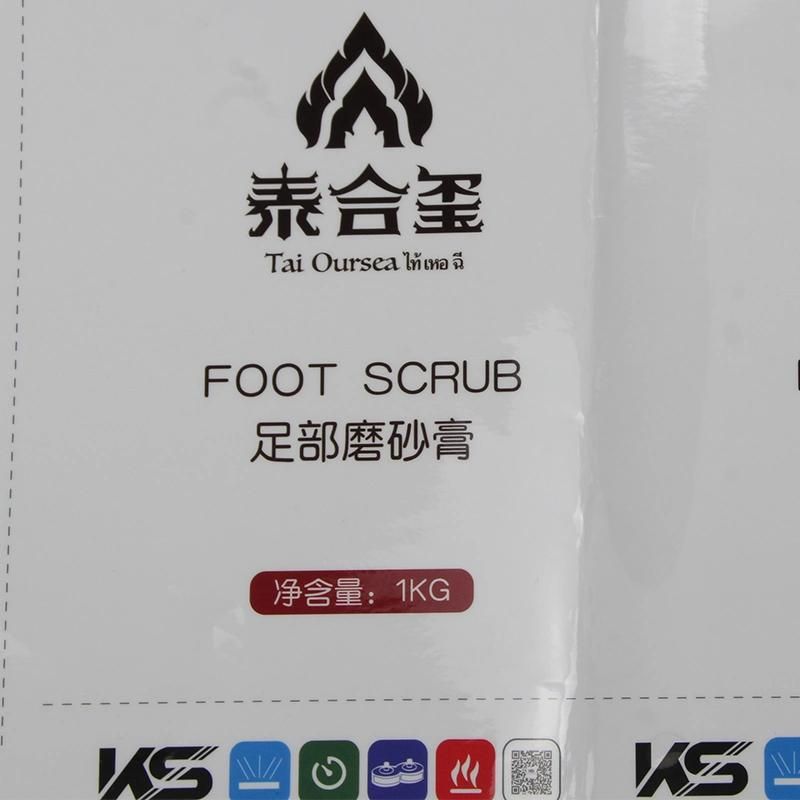 泰合玺
Tai Oursea ไท้เหอ ฉี
FOOT SCRUB
足部磨砂膏
净含量：1KG
KS
KS